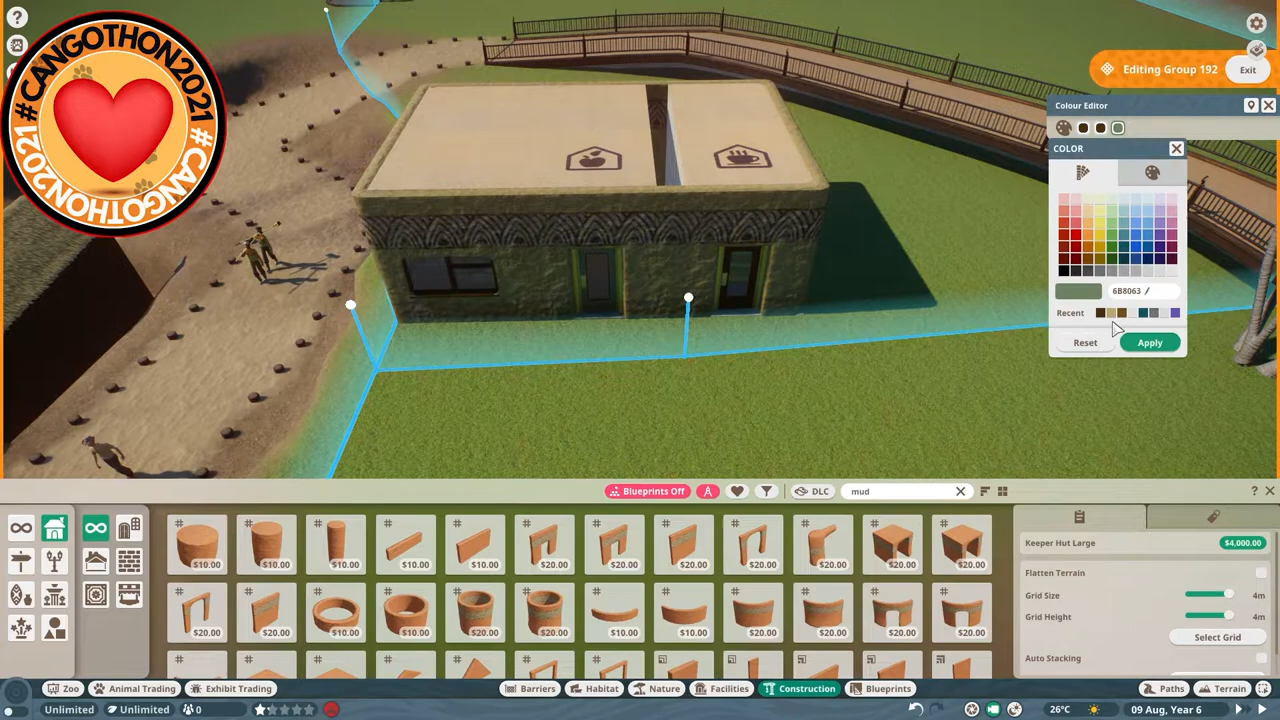 #CANGOTHON2021
#CANGOTHON2021
Editing Group 192
Exit
Colour Editor
COLOR
6B8063 /
Recent
Reset
Apply
Blueprints Off
DLC
mud
?
$10.00
$10.00
$10.00
$10.00
$10.00
$20.00
$20.00
$20.00
$20.00
$20.00
$20.00
$20.00
$20.00
$20.00
$10.00
$10.00
$20.00
$20.00
$10.00
$10.00
$20.00
$20.00
$20.00
$20.00
Keeper Hut Large
$4,000.00
Flatten Terrain
Grid Size
4m
Grid Height
4m
Select Grid
Auto Stacking
Zoo
Animal Trading
Exhibit Trading
Barriers
Habitat
Nature
Facilities
Construction
Blueprints
Paths
Terrain
Unlimited
Unlimited
0
26°C
09 Aug, Year 6